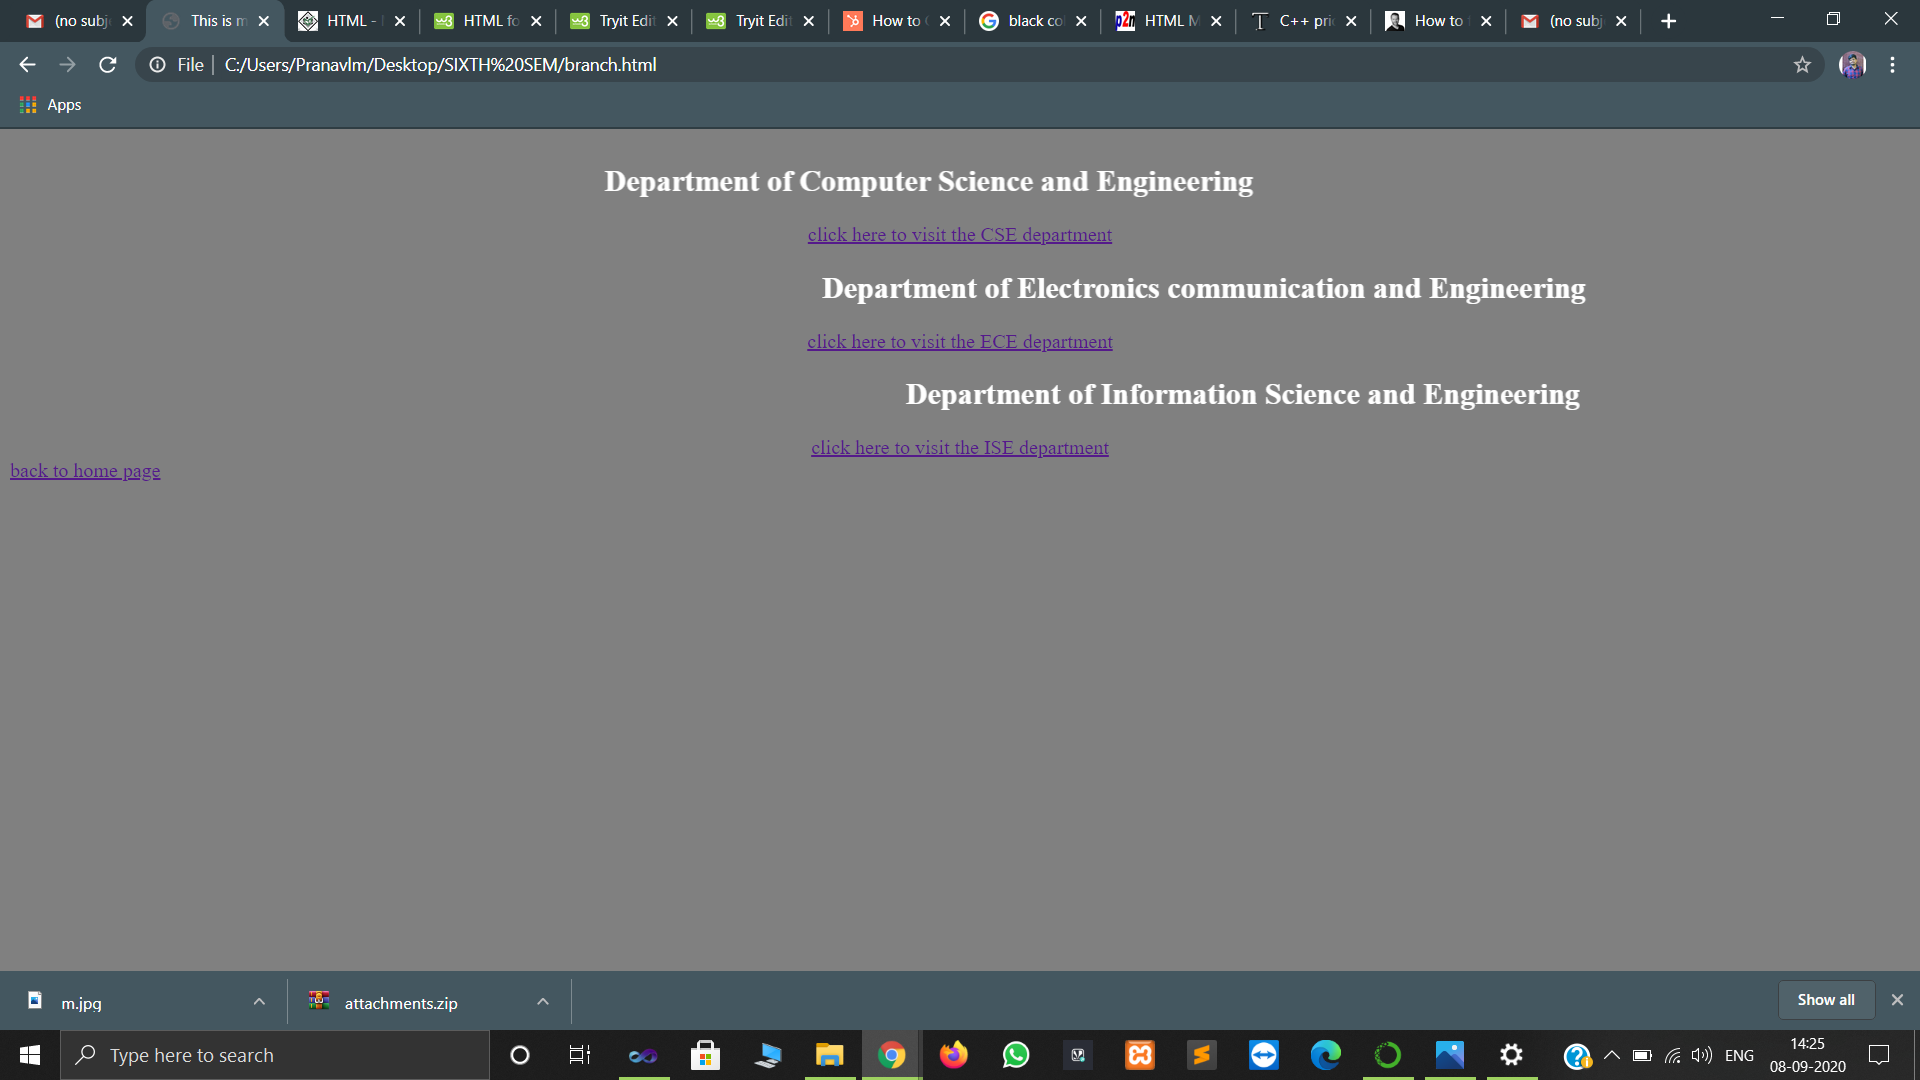 (no subj
This is m
HTML -
HTML fo
Tryit Edit
Tryit Edit
How to
black co
HTML M
C++ pri
How to
(no subj
File
C:/Users/Pranavlm/Desktop/SIXTH%20SEM/branch.html
Apps
Department of Computer Science and Engineering
click here to visit the CSE department
Department of Electronics communication and Engineering
click here to visit the ECE department
Department of Information Science and Engineering
click here to visit the ISE department
back to home page
m.jpg
attachments.zip
Show all
Type here to search
ENG
14:25
08-09-2020